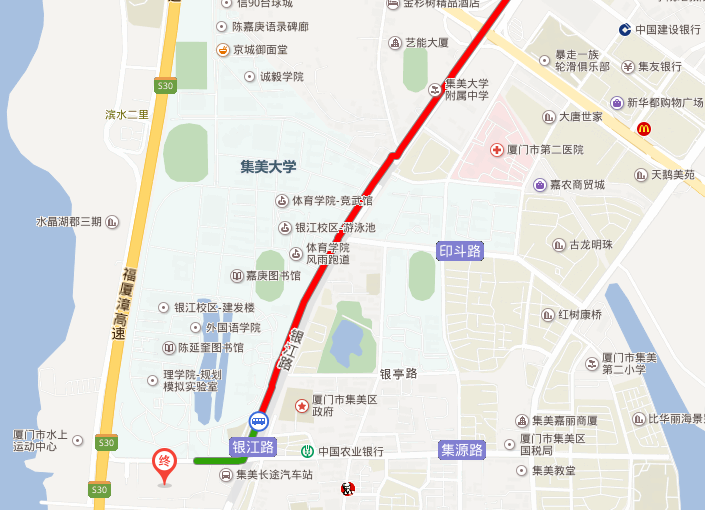 信90台球城
金杉树精品酒店
陈嘉庚语录碑廊
中国建设银行
艺能大厦
京城御面堂
暴走一族
轮滑俱乐部
集友银行
诚毅学院
S30
集美大学
附属中学
新华都购物广场
滨水二里
大唐世家
厦门市第二医院
集美大学
天鹅美苑
嘉农商贸城
体育学院-竞武馆
水晶湖郡三期
银江校区-游泳池
体育学院
风雨跑道
印斗路
古龙明珠
嘉庚图书馆
福厦漳高速
银江校区-建发楼
红树康桥
外国语学院
银江路
陈延奎图书馆
厦门市集美
第二小学
理学院-规划
模拟实验室
银亭路
厦门市集美区
政府
集美嘉丽商厦
比华丽海景
厦门市水上
运动中心
S30
银江路
中国农业银行
集源路
厦门市集美区
国税局
终
集美长途汽车站
集美教堂
S30
KFC